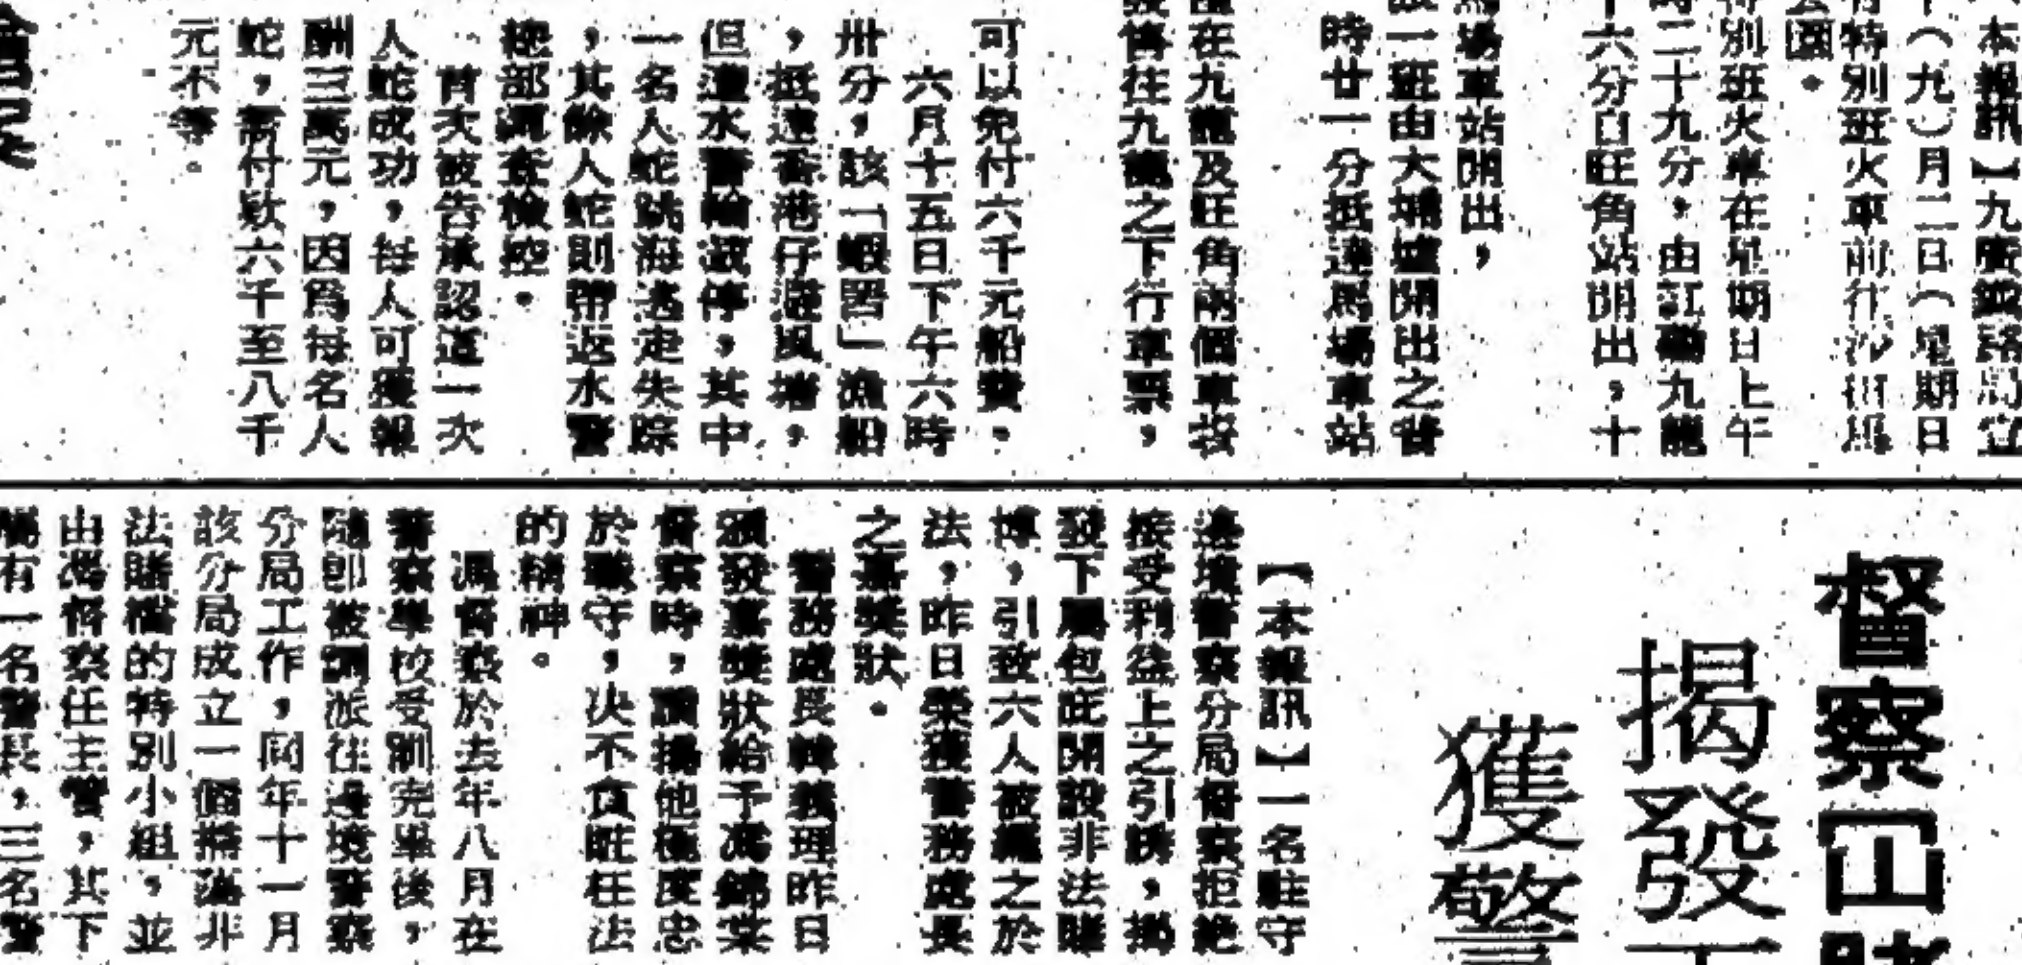 【本報訊】九廣鐵路局宣
(九)月二日(星期日
有特別班火車前往沙田馬
公園。
特別班火車在星期日上午
時二十九分,由紅磡九龍
十六分自旺角站開出,十
馬場車站開出,
一班由大埔墟開出之普
時廿一分抵達馬場車站
在九龍及旺角兩個車站
發售往九龍之下行車票,
可以免付六千元船費。
六月十五日下午六時
卅分,該「蝦罟」漁船
,抵達香港仔避風塘,
但遭水警輪截停,其中
一名人蛇跳海逃走失踪
,其餘人蛇則帶返水警
總部調查檢控。
首次被告承認這一次
人蛇成功,每人可獲報
酬三萬元,因爲每名人
蛇,需付欵六千至八千
元不等。
督察冚賭
揭發
獲警
【本報訊】一名駐守
邊境警察分局督察拒絶
接受利益上之引誘,揭
發下屬包庇開設非法賭
博,引致六人被繩之於
法,昨日榮獲警務處長
之嘉獎狀。
警務處長韓義理昨日
頒發嘉獎狀給予馮錦棠
督察時,讚揚他極度忠
於職守,决不貪贓枉法
的精神。
馮督察於去年八月在
警察學校受訓完畢後,
隨即被調派往邊境警察
分局工作,同年十一月
該分局成立一個掃蕩非
法賭檔的特別小組,並
由馮督察任主管,其下
屬有一名警長,三名警